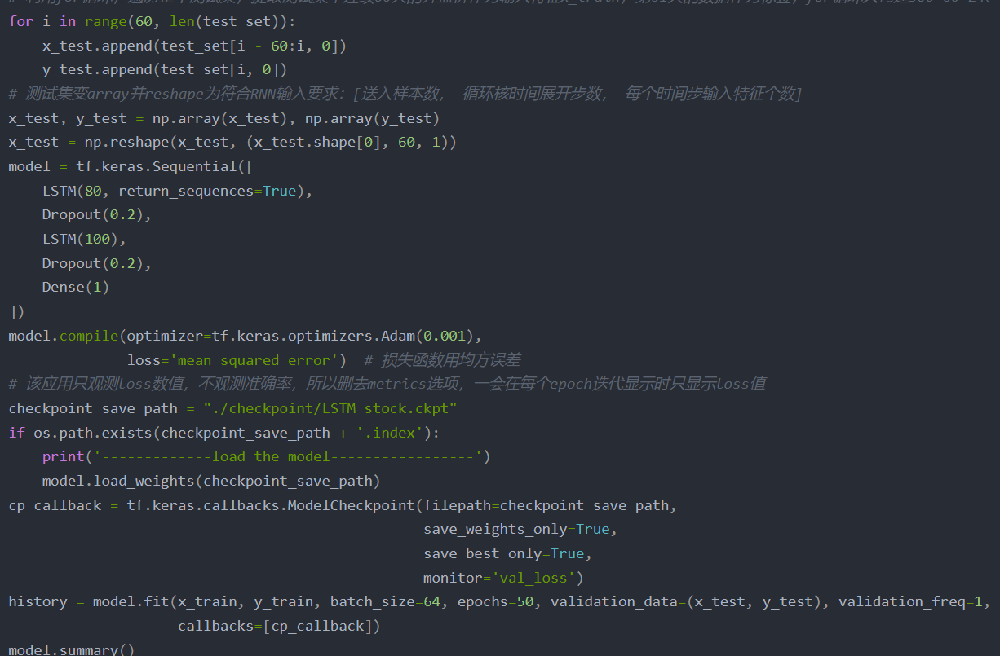 for i in range(60, len(test_set)):
    x_test.append(test_set[i - 60:i, 0])
    y_test.append(test_set[i, 0])
# 测试集变array并reshape为符合RNN输入要求：[送入样本数， 循环核时间展开步数， 每个时间步输入特征个数]
x_test, y_test = np.array(x_test), np.array(y_test)
x_test = np.reshape(x_test, (x_test.shape[0], 60, 1))
model = tf.keras.Sequential([
    LSTM(80, return_sequences=True),
    Dropout(0.2),
    LSTM(100),
    Dropout(0.2),
    Dense(1)
])
model.compile(optimizer=tf.keras.optimizers.Adam(0.001),
              loss='mean_squared_error')  # 损失函数用均方误差
# 该应用只观测loss数值，不观测准确率，所以删去metrics选项，一会在每个epoch迭代显示时只显示loss值
checkpoint_save_path = "./checkpoint/LSTM_stock.ckpt"
if os.path.exists(checkpoint_save_path + '.index'):
    print('-------------load the model-----------------')
    model.load_weights(checkpoint_save_path)
cp_callback = tf.keras.callbacks.ModelCheckpoint(filepath=checkpoint_save_path,
                                                 save_weights_only=True,
                                                 save_best_only=True,
                                                 monitor='val_loss')
history = model.fit(x_train, y_train, batch_size=64, epochs=50, validation_data=(x_test, y_test), validation_freq=1,
                    callbacks=[cp_callback])
model.summary()